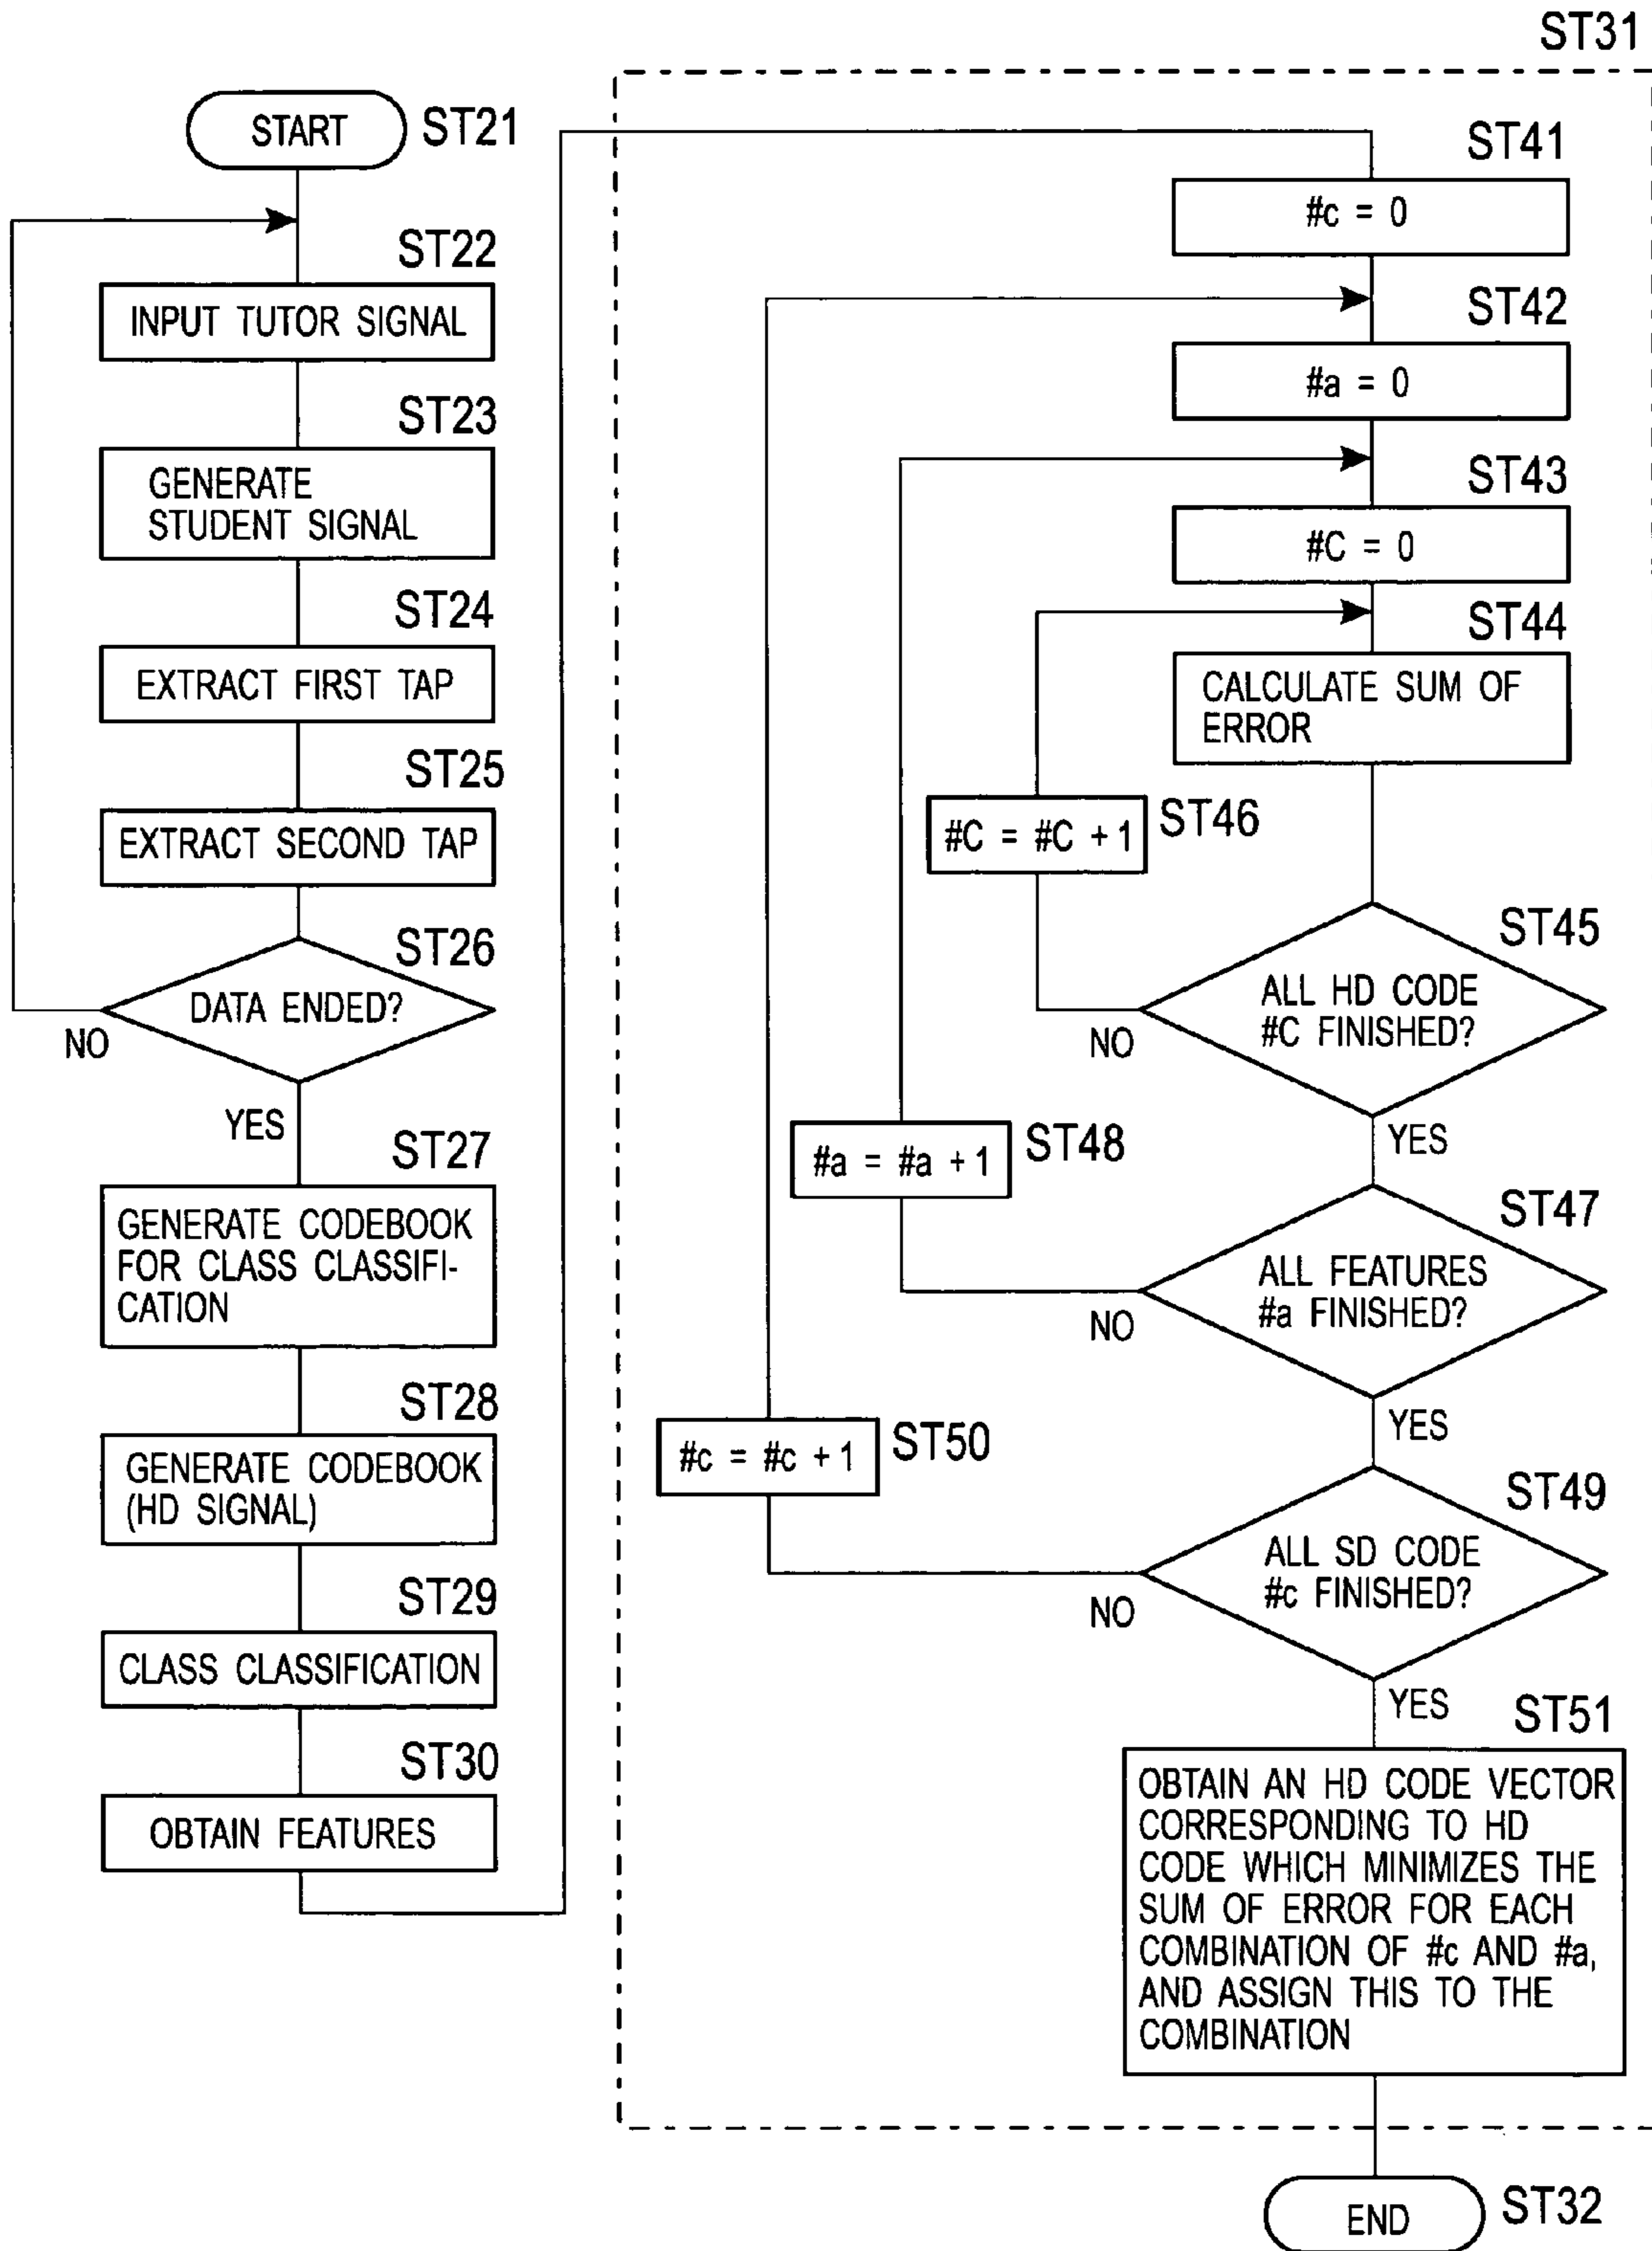 START
ST21
ST22
INPUT TUTOR SIGNAL
ST23
GENERATE
STUDENT SIGNAL
ST24
EXTRACT FIRST TAP
ST25
EXTRACT SECOND TAP
ST26
DATA ENDED?
NO
YES
ST27
GENERATE CODEBOOK
FOR CLASS CLASSIFI-
CATION
ST28
GENERATE CODEBOOK
(HD SIGNAL)
ST29
CLASS CLASSIFICATION
ST30
OBTAIN FEATURES
ST31
ST41
#c = 0
ST42
#a = 0
ST43
#C = 0
ST44
CALCULATE SUM OF
ERROR
#C = #C + 1
ST46
ST45
ALL HD CODE
#C FINISHED?
NO
YES
#a = #a + 1
ST48
ST47
ALL FEATURES
#a FINISHED?
NO
YES
#c = #c + 1
ST50
ST49
ALL SD CODE
#c FINISHED?
NO
YES
ST51
OBTAIN AN HD CODE VECTOR
CORRESPONDING TO HD
CODE WHICH MINIMIZES THE
SUM OF ERROR FOR EACH
COMBINATION OF #c AND #a,
AND ASSIGN THIS TO THE
COMBINATION
END
ST32